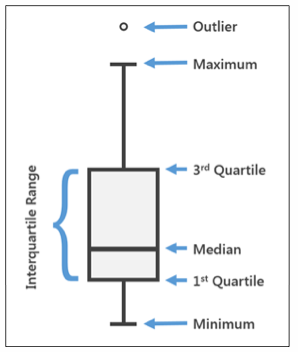 Outlier
Maximum
3rd Quartile
Interquartile Range
Median
1st Quartile
Minimum